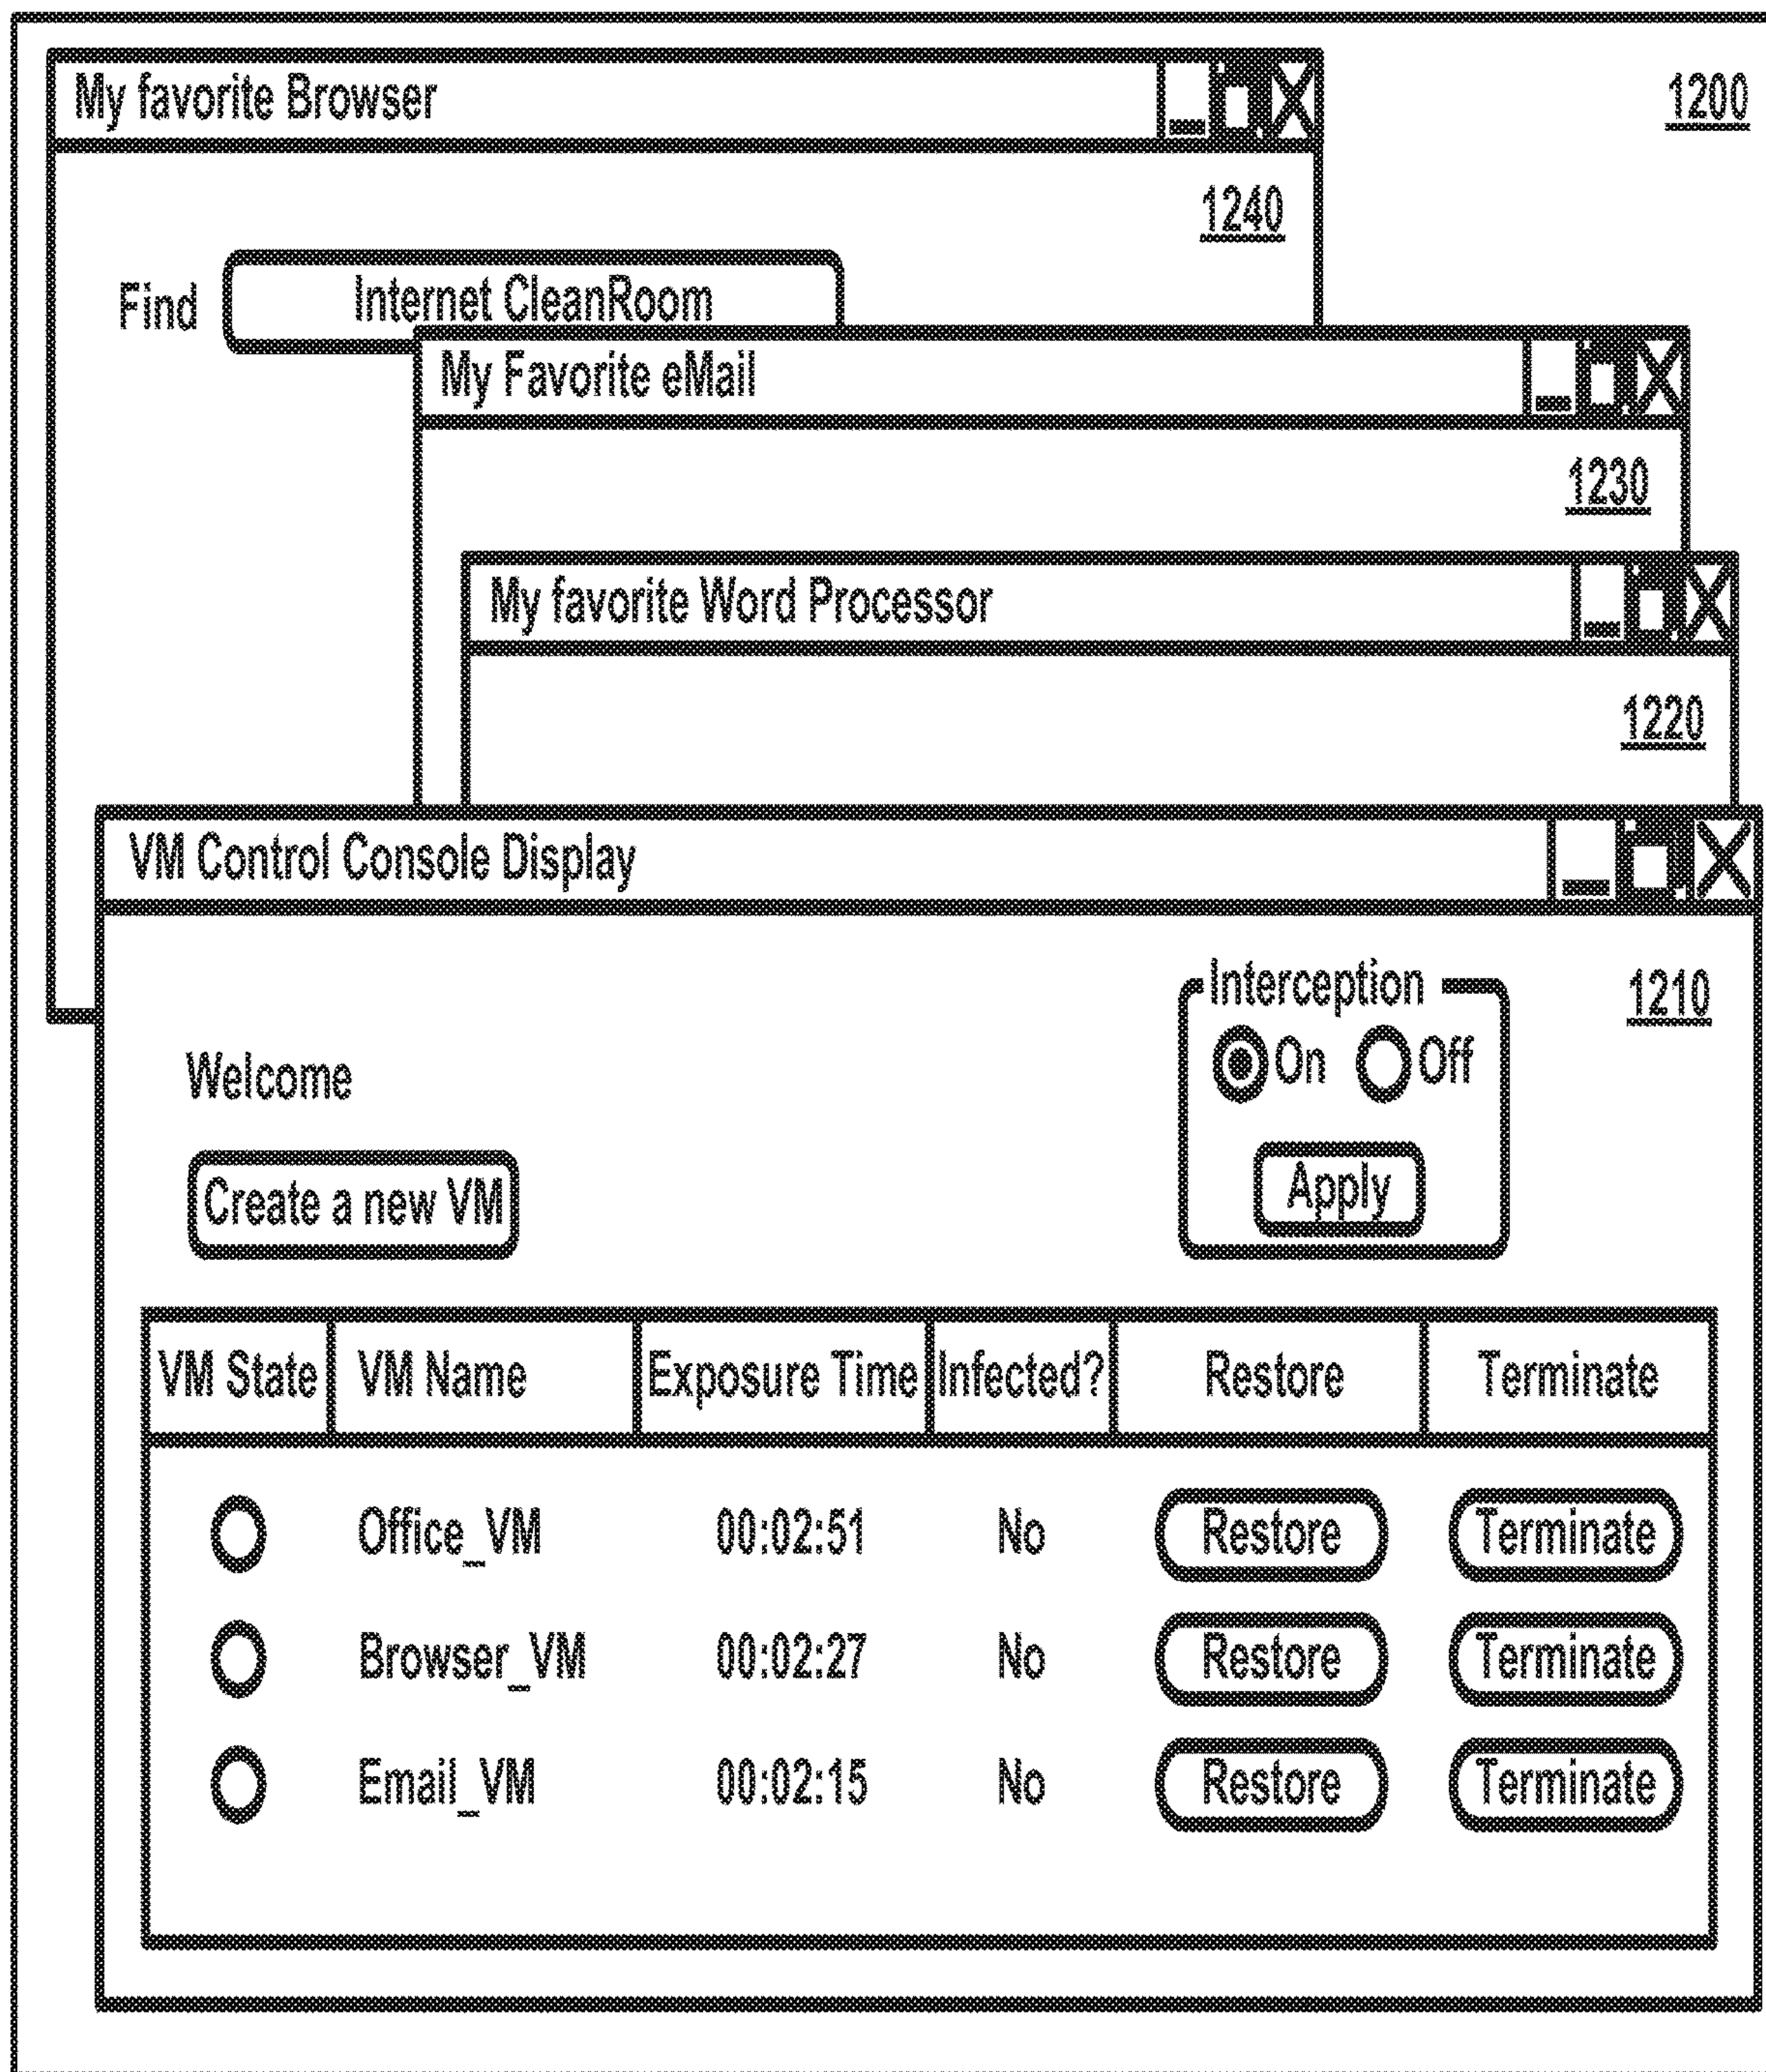 My favorite Browser
1200
1240
Find Internet CleanRoom
My Favorite eMail
1230
My favorite Word Processor
1220
VM Control Console Display
Interception
1210
On Off
Welcome
Apply
Create a new VM
VM State VM Name Exposure Time Infected? Restore Terminate
Office_VM 00:02:51 No Restore Terminate
Browser_VM 00:02:27 No Restore Terminate
Email_VM 00:02:15 No Restore Terminate